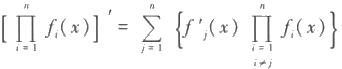 [ ∏_{i=1}^{n} f_i(x) ]′ = ∑_{j=1}^{n} { f′_j(x) ∏_{i=1, i≠j}^{n} f_i(x) }